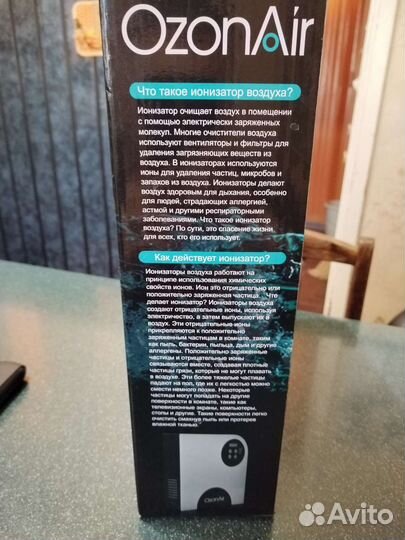 OzonAir
Что такое ионизатор воздуха?
Ионизатор очищает воздух в помещении
с помощью электрически заряженных
молекул. Многие очистители воздуха
используют вентиляторы и фильтры для
удаления загрязняющих веществ из
воздуха. В ионизаторах используются
ионы для удаления частиц, микробов и
запахов из воздуха. Ионизаторы делают
воздух здоровым для дыхания, особенно
для людей, страдающих аллергией,
астмой и другими респираторными
заболеваниями. Что такое ионизатор
воздуха? По сути, это спасение жизни
для всех, кто его использует.
Как действует ионизатор?
Ионизаторы воздуха работают на
принципе использования химических
свойств ионов. Ион это отрицательно или
положительно заряженная частица. Что
делает ионизатор? Ионизаторы воздуха
создают отрицательные ионы, используя
электричество, а затем выпускают их в
воздух. Эти отрицательные ионы
прикрепляются к положительно
заряженным частицам в комнате, таким
как пыль, бактерии, пыльца, дым и другие
аллергены. Положительно заряженные
частицы и отрицательные ионы
связываются вместе, создавая плотный
частицы грязи, которые не могут плавать
в воздухе. Эти более тяжелые частицы
падают на пол, где их с легкостью можно
смести немного позже. Некоторые
частицы могут попадать на другие
поверхности в комнате, такие как
телевизионные экраны, компьютеры,
столы и другие. Такие поверхности легко
очистить смахнув пыль или протерев
влажной тканью.
OzonAir
Avito